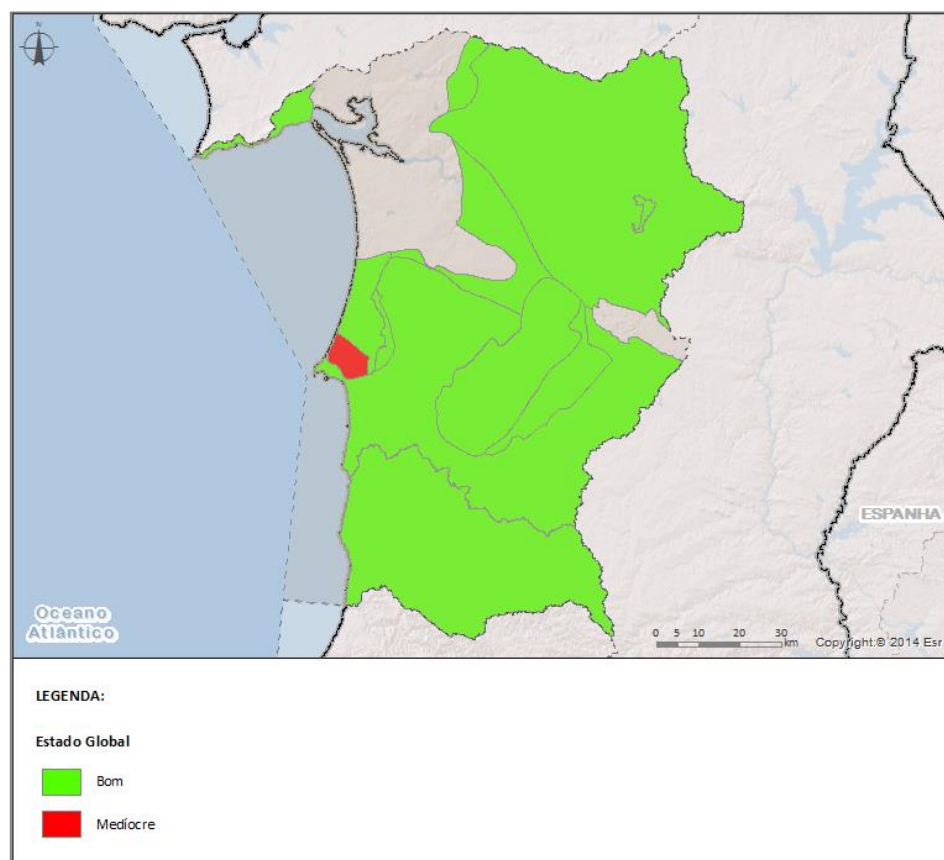 N
ESPANHA
Oceano
Atlântico
0 5 10 20 30
km
Copyright:© 2014 Esr
LEGENDA:
Estado Global
Bom
Medíocre